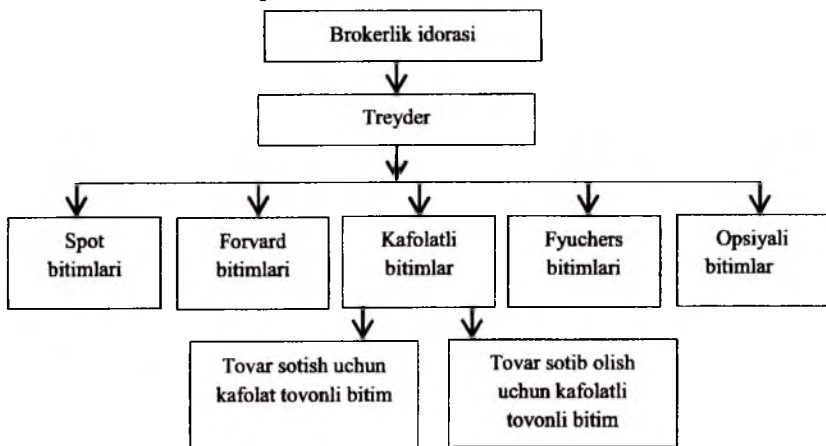 Brokerlik idorasi
Treyder
Spot
bitimlari
Forvard
bitimlari
Kafolatli
bitimlar
Fyuchers
bitimlari
Opsiyali
bitimlar
Tovar sotish uchun
kafolat tovonli bitim
Tovar sotib olish
uchun kafolatli
tovonli bitim